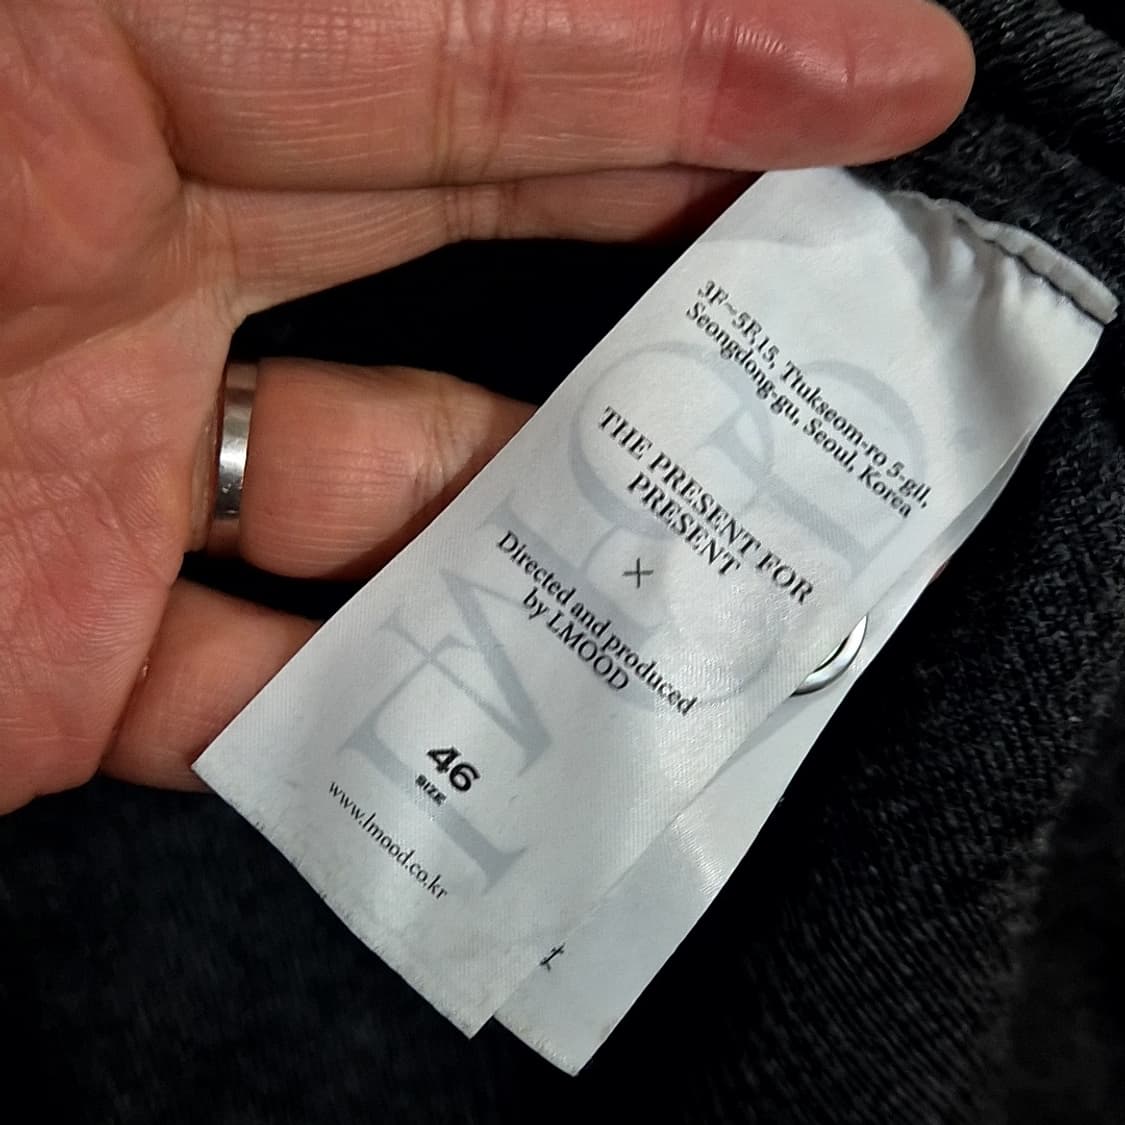 3F~5F,15, Ttukseom-ro 5-gil,
Seongdong-gu, Seoul, Korea
THE PRESENT FOR
PRESENT
×
Directed and produced
by LMOOD
46
SIZE
www.lmood.co.kr
LMOOD